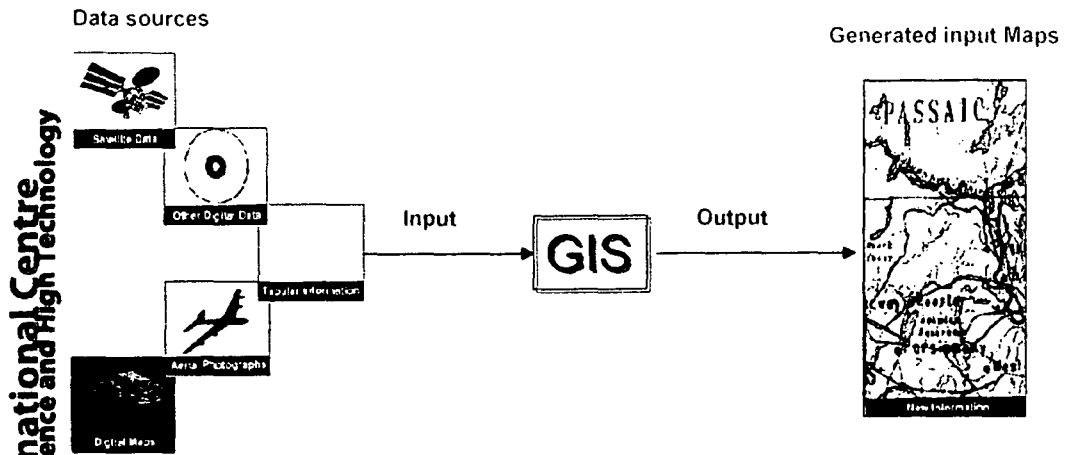 Data sources
Generated input Maps
Satellite Data
Other Digital Data
Tabular Information
Aerial Photographs
Digital Maps
national Centre
ence and High Technology
Input
GIS
Output
PASSAIC
New Information